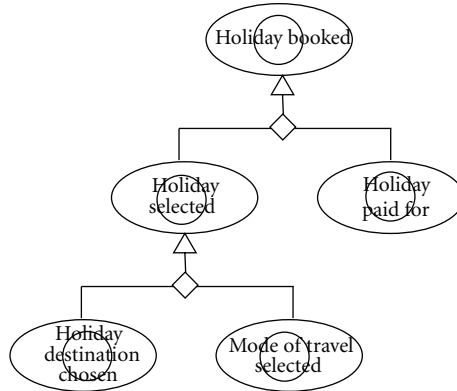 Holiday booked
Holiday
selected
Holiday
paid for
Holiday
destination
chosen
Mode of travel
selected